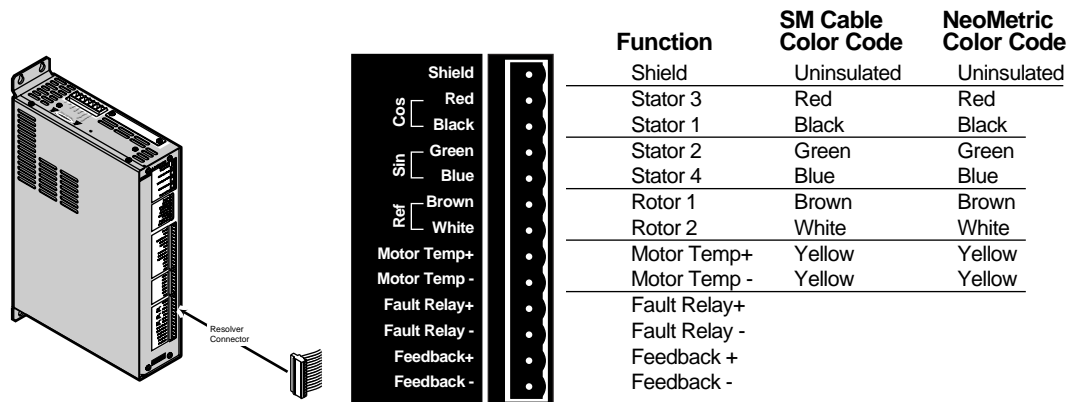 Resolver
Connector
Shield
Cos
Red
Black
Sin
Green
Blue
Ref
Brown
White
Motor Temp+
Motor Temp -
Fault Relay+
Fault Relay -
Feedback+
Feedback -
Function SM Cable Color Code NeoMetric Color Code
Shield Uninsulated Uninsulated
Stator 3 Red Red
Stator 1 Black Black
Stator 2 Green Green
Stator 4 Blue Blue
Rotor 1 Brown Brown
Rotor 2 White White
Motor Temp+ Yellow Yellow
Motor Temp - Yellow Yellow
Fault Relay+
Fault Relay -
Feedback +
Feedback -